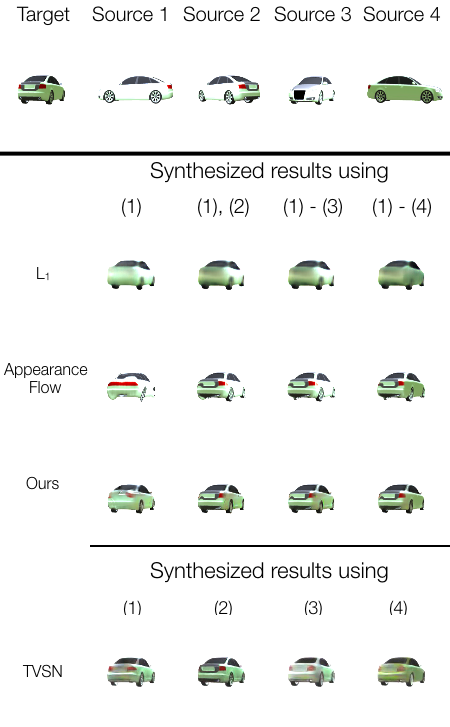 Target Source 1 Source 2 Source 3 Source 4
Synthesized results using
(1) (1), (2) (1) - (3) (1) - (4)
L₁
Appearance
Flow
Ours
Synthesized results using
(1) (2) (3) (4)
TVSN